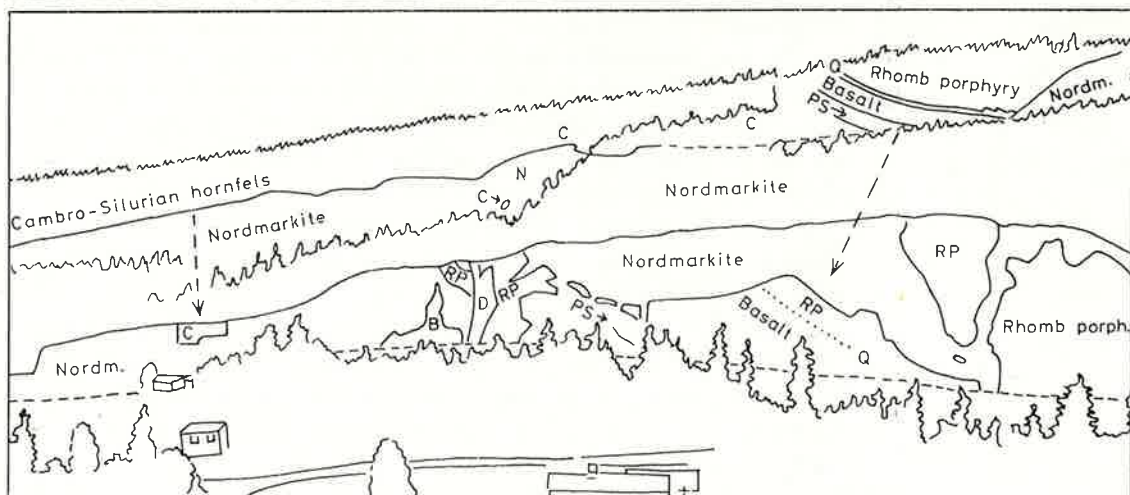 Q
Rhomb porphyry
Basalt
Nordm.
PS→
C
C
N
Cambro-Silurian hornfels
C→
Nordmarkite
Nordmarkite
Nordmarkite
RP
RP
D
RP
PS→
RP
Basalt
B
C
Rhomb porph.
Q
Nordm.